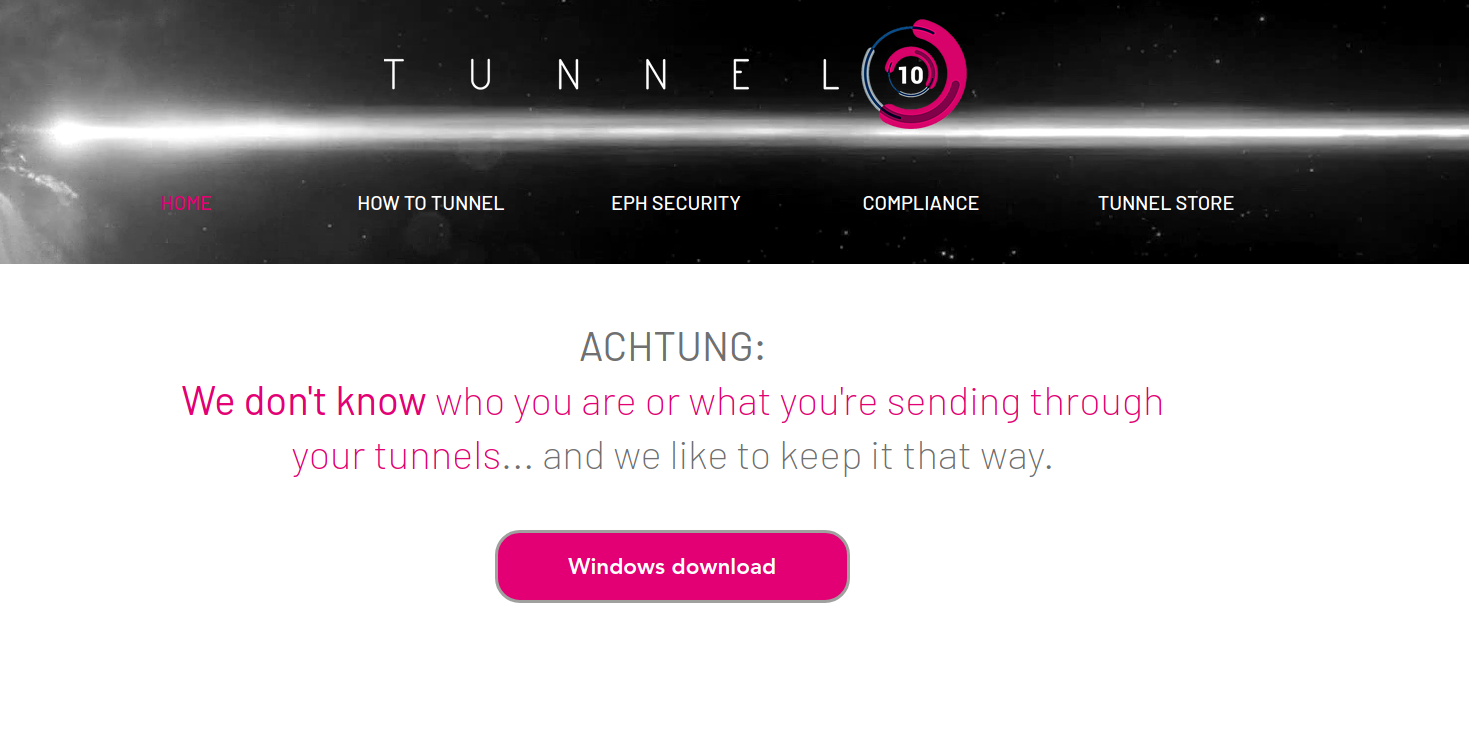 TUNNEL 10
HOME HOW TO TUNNEL EPH SECURITY COMPLIANCE TUNNEL STORE
ACHTUNG:
We don't know who you are or what you're sending through
your tunnels... and we like to keep it that way.
Windows download